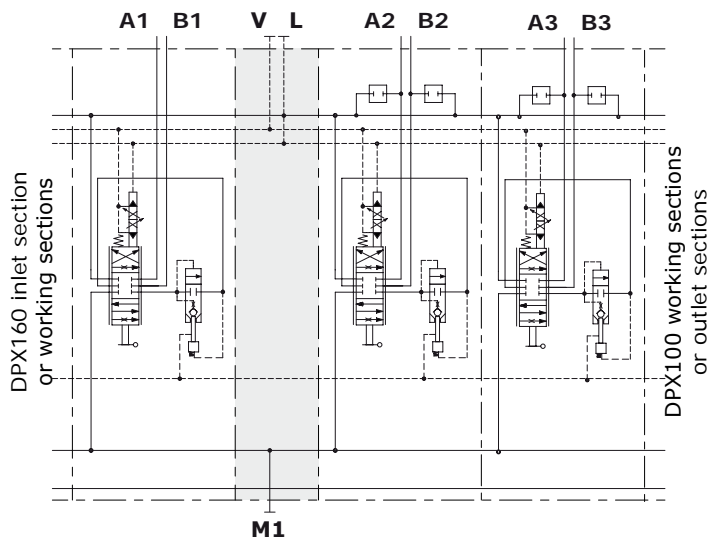 A1 B1 V L A2 B2 A3 B3
DPX160 inlet section
or working sections
DPX100 working sections
or outlet sections
M1